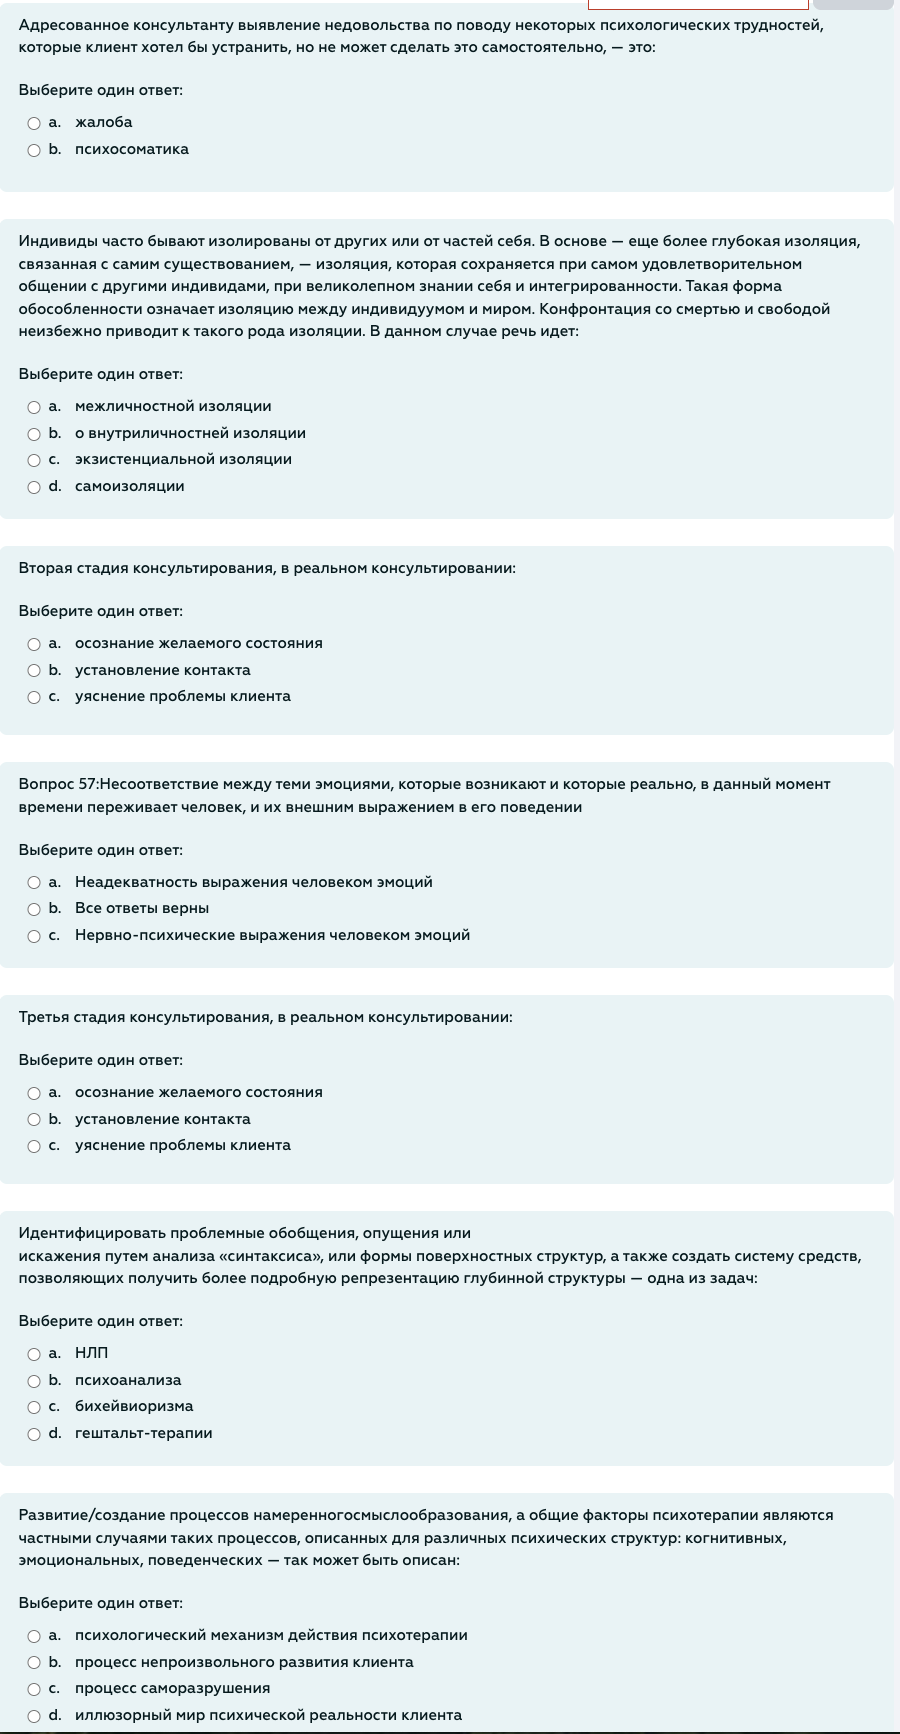 Адресованное консультанту выявление недовольства по поводу некоторых психологических трудностей,
которые клиент хотел бы устранить, но не может сделать это самостоятельно, — это:
Выберите один ответ:
a. жалоба
b. психосоматика
Индивиды часто бывают изолированы от других или от частей себя. В основе — еще более глубокая изоляция,
связанная с самим существованием, — изоляция, которая сохраняется при самом удовлетворительном
общении с другими индивидами, при великолепном знании себя и интегрированности. Такая форма
обособленности означает изоляцию между индивидуумом и миром. Конфронтация со смертью и свободой
неизбежно приводит к такого рода изоляции. В данном случае речь идет:
Выберите один ответ:
a. межличностной изоляции
b. о внутриличностней изоляции
c. экзистенциальной изоляции
d. самоизоляции
Вторая стадия консультирования, в реальном консультировании:
Выберите один ответ:
a. осознание желаемого состояния
b. установление контакта
c. уяснение проблемы клиента
Вопрос 57:Несоответствие между теми эмоциями, которые возникают и которые реально, в данный момент
времени переживает человек, и их внешним выражением в его поведении
Выберите один ответ:
a. Неадекватность выражения человеком эмоций
b. Все ответы верны
c. Нервно-психические выражения человеком эмоций
Третья стадия консультирования, в реальном консультировании:
Выберите один ответ:
a. осознание желаемого состояния
b. установление контакта
c. уяснение проблемы клиента
Идентифицировать проблемные обобщения, опущения или
искажения путем анализа «синтаксиса», или формы поверхностных структур, а также создать систему средств,
позволяющих получить более подробную репрезентацию глубинной структуры — одна из задач:
Выберите один ответ:
a. НЛП
b. психоанализа
c. бихейвиоризма
d. гештальт-терапии
Развитие/создание процессов намеренногосмыслообразования, а общие факторы психотерапии являются
частными случаями таких процессов, описанных для различных психических структур: когнитивных,
эмоциональных, поведенческих — так может быть описан:
Выберите один ответ:
a. психологический механизм действия психотерапии
b. процесс непроизвольного развития клиента
c. процесс саморазрушения
d. иллюзорный мир психической реальности клиента